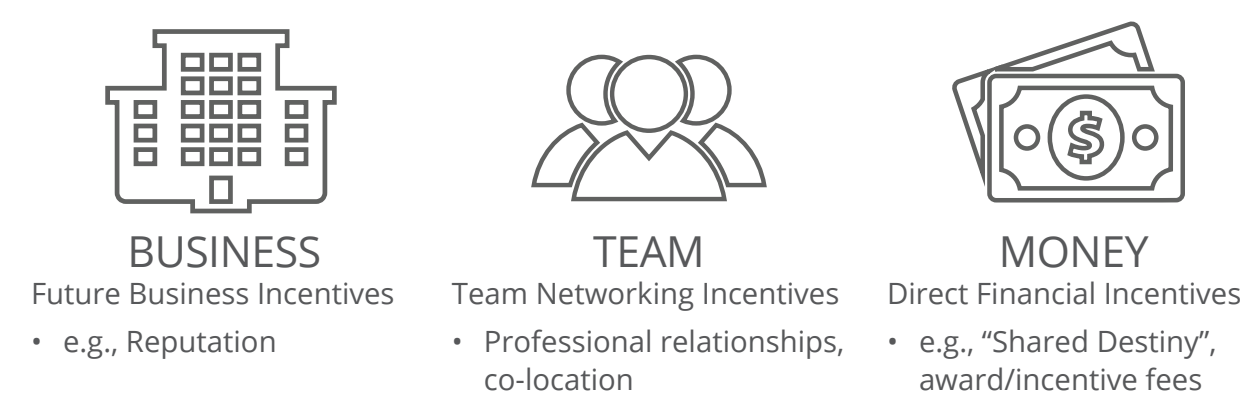 $
BUSINESS
Future Business Incentives
• e.g., Reputation
TEAM
Team Networking Incentives
• Professional relationships,
co-location
MONEY
Direct Financial Incentives
• e.g., “Shared Destiny”,
award/incentive fees